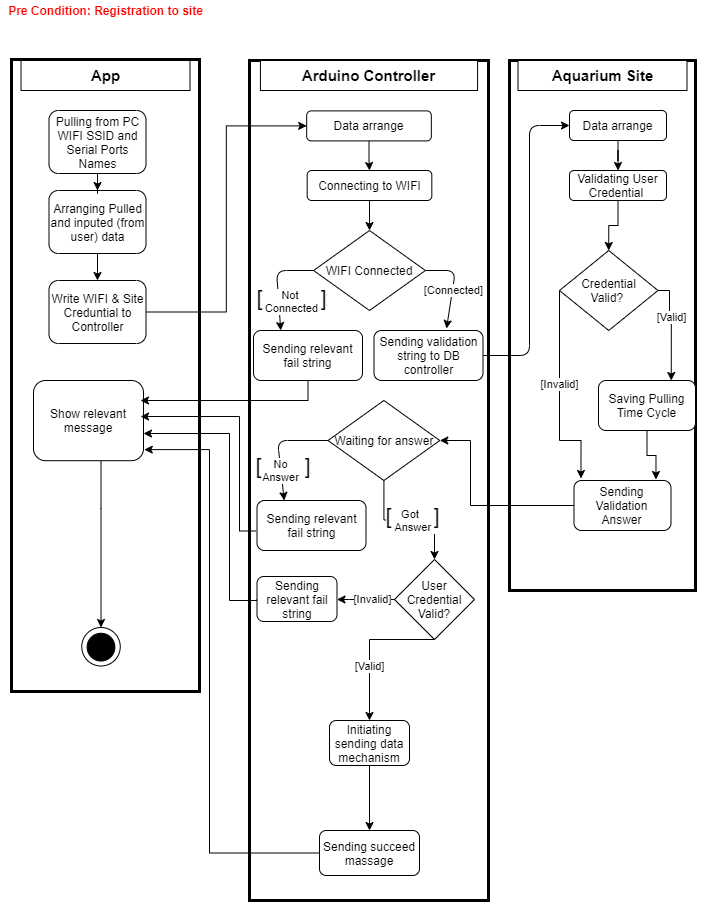 Pre Condition: Registration to site
App
Pulling from PC
WIFI SSID and
Serial Ports
Names
Arranging Pulled
and inputed (from
user) data
Write WIFI & Site
Creduntial to
Controller
Show relevant
message
Arduino Controller
Data arrange
Connecting to WIFI
WIFI Connected
[Not
Connected]
[Connected]
Sending relevant
fail string
Sending validation
string to DB
controller
Waiting for answer
[No
Answer]
[Got
Answer]
Sending relevant
fail string
User
Credential
Valid?
[Invalid]
Sending
relevant fail
string
[Valid]
Initiating
sending data
mechanism
Sending succeed
massage
Aquarium Site
Data arrange
Validating User
Credential
Credential
Valid?
[Valid]
[Invalid]
Saving Pulling
Time Cycle
Sending
Validation
Answer